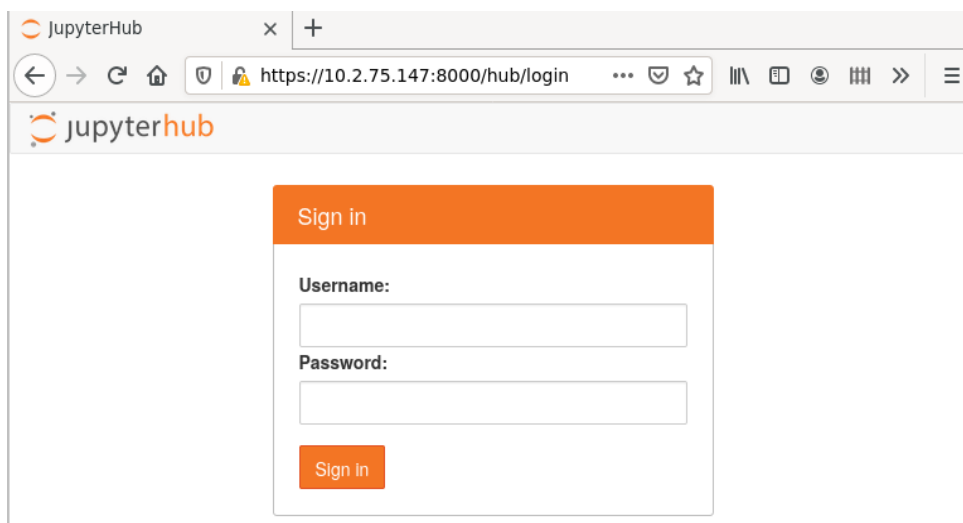 JupyterHub
https://10.2.75.147:8000/hub/login
jupyterhub
Sign in
Username:
Password:
Sign In